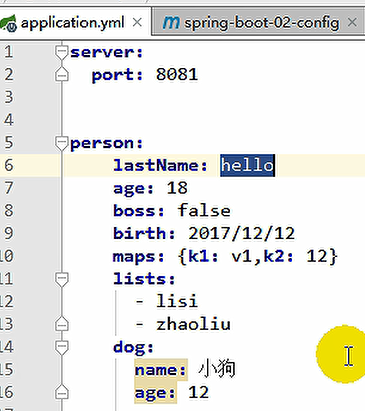 application.yml × m spring-boot-02-config ×
1 server:
2 port: 8081
3
4
5 person:
6 lastName: hello
7 age: 18
8 boss: false
9 birth: 2017/12/12
10 maps: {k1: v1,k2: 12}
11 lists:
12 - lisi
13 - zhaoliu
14 dog:
15 name: 小狗
16 age: 12